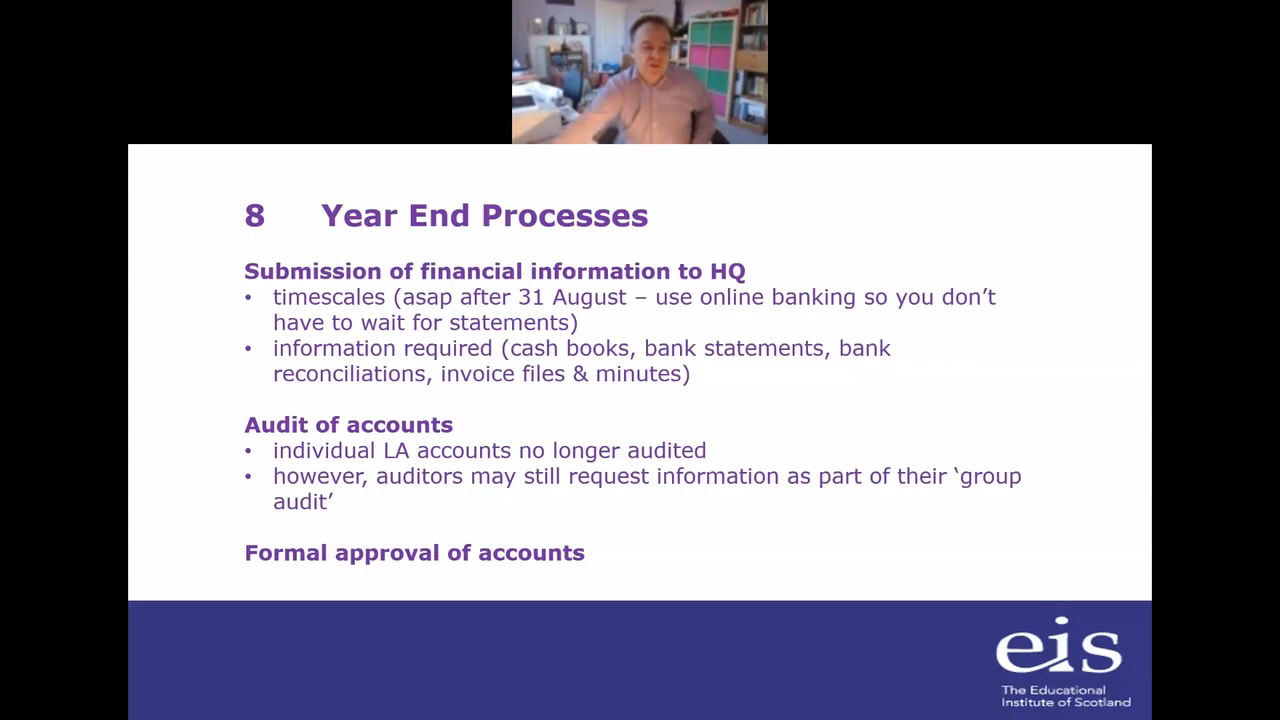 8 Year End Processes
Submission of financial information to HQ
• timescales (asap after 31 August – use online banking so you don’t
have to wait for statements)
• information required (cash books, bank statements, bank
reconciliations, invoice files & minutes)
Audit of accounts
• individual LA accounts no longer audited
• however, auditors may still request information as part of their ‘group
audit’
Formal approval of accounts
eis
The Educational
Institute of Scotland